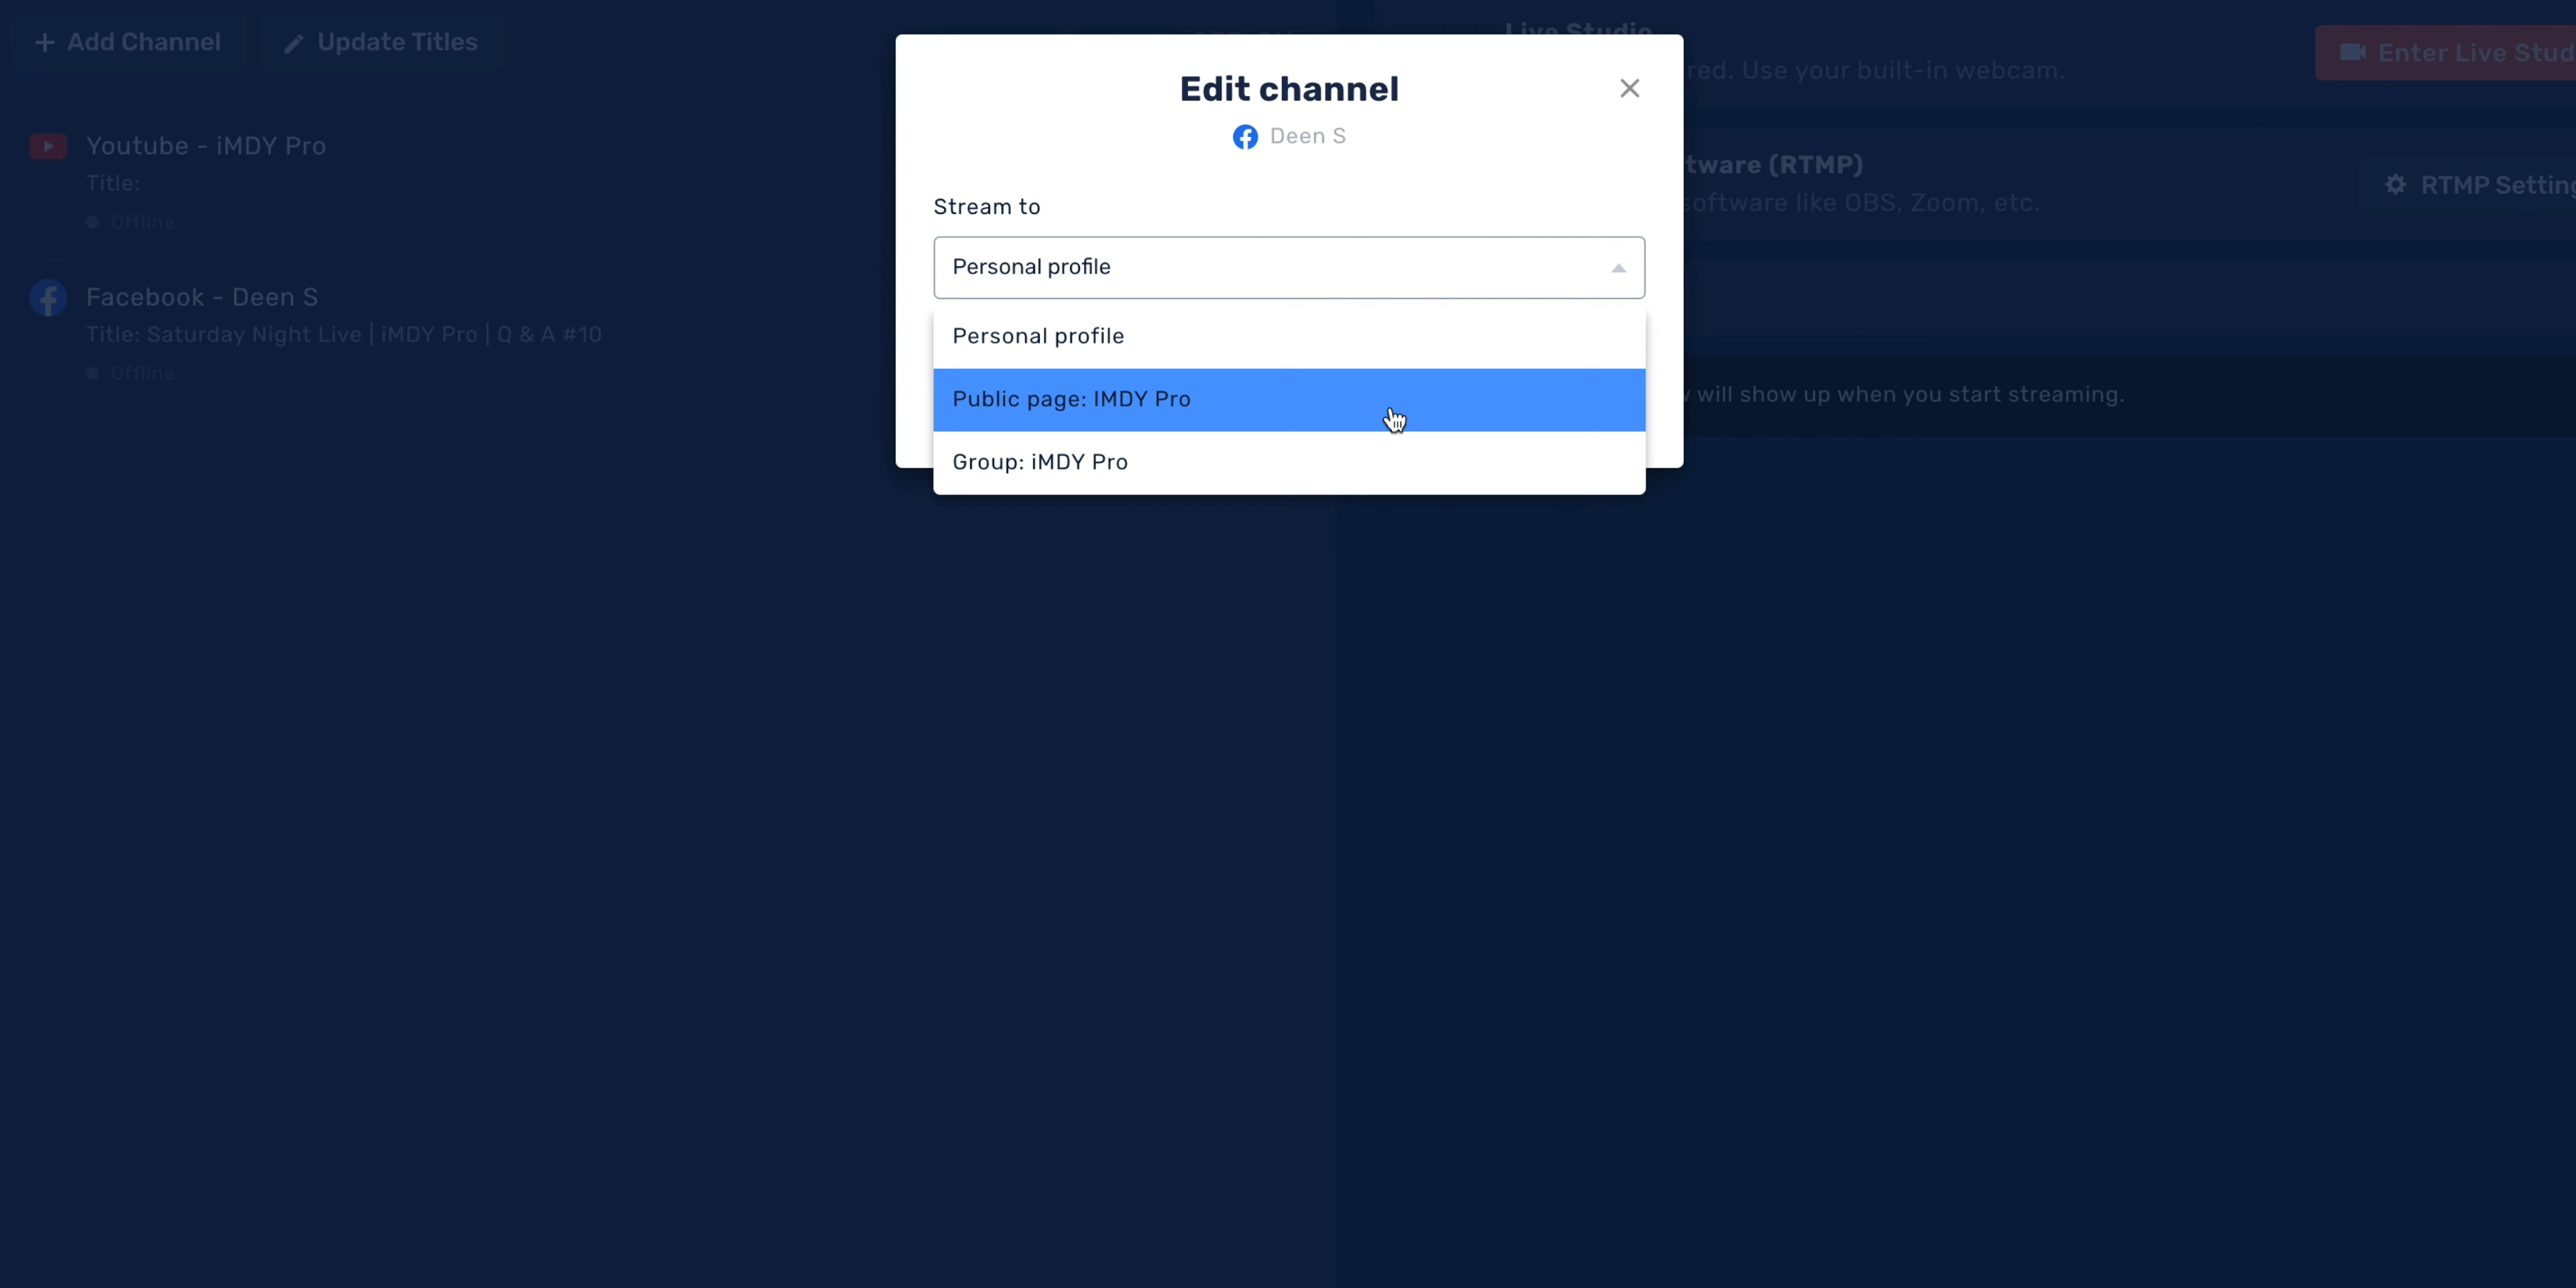 Add Channel
Update Titles
Youtube - iMDY Pro
Title:
Offline
Facebook - Deen S
Title: Saturday Night Live | iMDY Pro | Q & A #10
Offline
Edit channel
Deen S
Stream to
Personal profile
Personal profile
Public page: IMDY Pro
Group: iMDY Pro
Live Studio
red. Use your built-in webcam.
Enter Live Stud
tware (RTMP)
software like OBS, Zoom, etc.
RTMP Setting
w will show up when you start streaming.